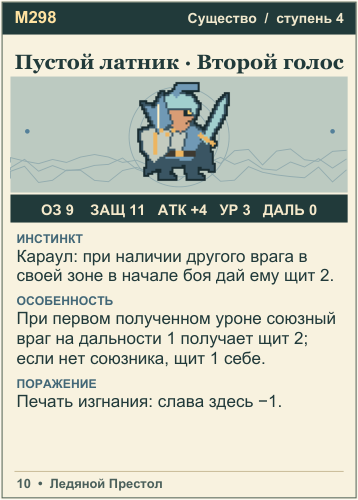 M298
Существо / ступень 4
Пустой латник · Второй голос
ОЗ 9 ЗАЩ 11 АТК +4 УР 3 ДАЛЬ 0
ИНСТИНКТ
Караул: при наличии другого врага в
своей зоне в начале боя дай ему щит 2.
ОСОБЕННОСТЬ
При первом полученном уроне союзный
враг на дальности 1 получает щит 2;
если нет союзника, щит 1 себе.
ПОРАЖЕНИЕ
Печать изгнания: слава здесь −1.
10 • Ледяной Престол